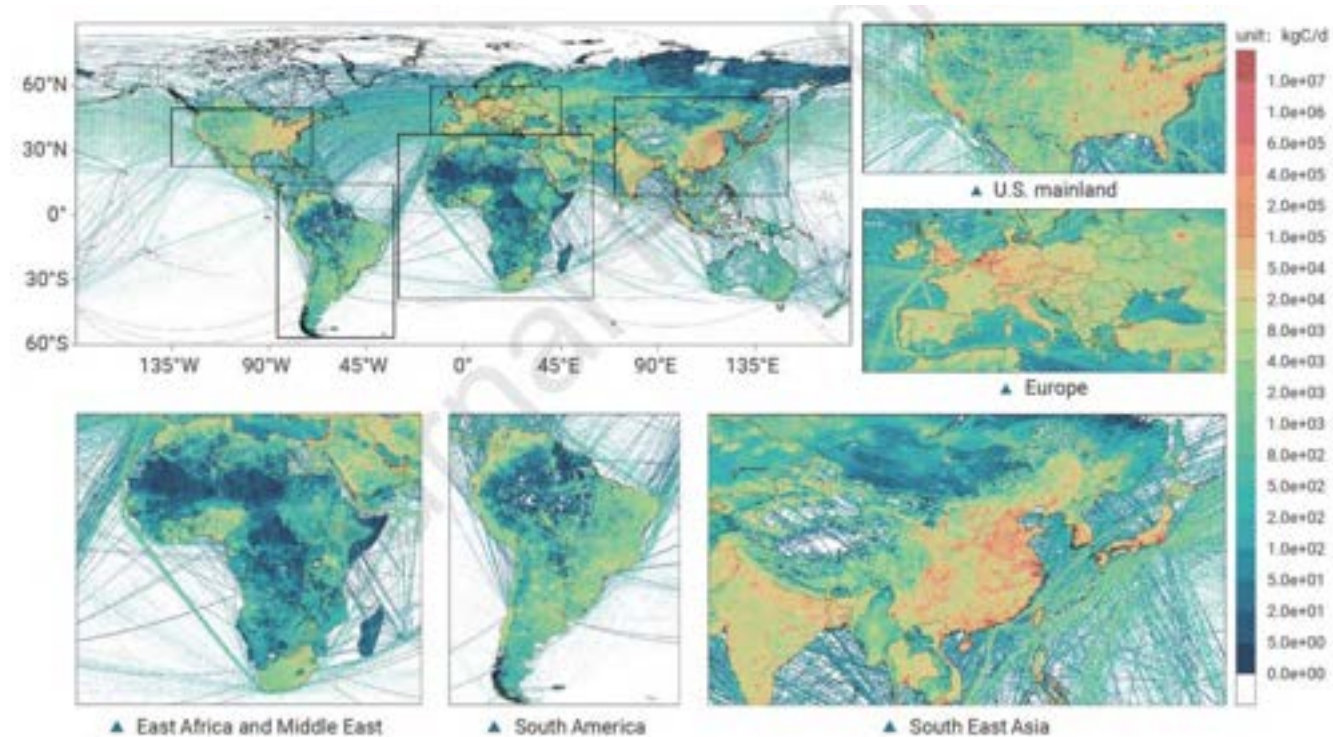 unit: kgC/d
60°N
30°N
0°
30°S
60°S
135°W 90°W 45°W 0° 45°E 90°E 135°E
▲ U.S. mainland
▲ Europe
▲ East Africa and Middle East
▲ South America
▲ South East Asia
1.0e+07
1.0e+06
6.0e+05
4.0e+05
2.0e+05
1.0e+05
5.0e+04
2.0e+04
8.0e+03
4.0e+03
2.0e+03
1.0e+03
8.0e+02
5.0e+02
2.0e+02
1.0e+02
5.0e+01
2.0e+01
5.0e+00
0.0e+00